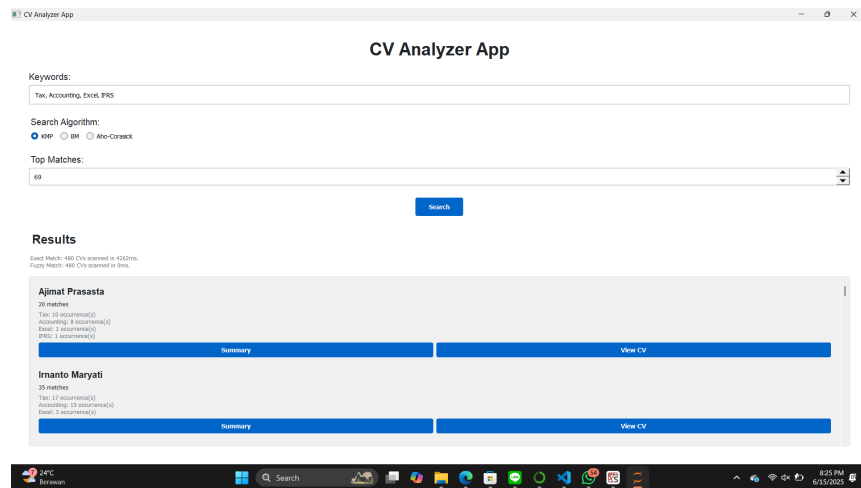 CV Analyzer App
CV Analyzer App
Keywords:
Tax, Accounting, Excel, IFRS
Search Algorithm:
KMP BM Aho-Corasick
Top Matches:
69
Search
Results
Exact Match: 480 CVs scanned in 4262ms.
Fuzzy Match: 480 CVs scanned in 0ms.
Ajimat Prasasta
20 matches
Tax: 10 occurrence(s)
Accounting: 8 occurrence(s)
Excel: 1 occurrence(s)
IFRS: 1 occurrence(s)
Summary View CV
Irnanto Maryati
35 matches
Tax: 17 occurrence(s)
Accounting: 15 occurrence(s)
Excel: 3 occurrence(s)
Summary View CV
7 24°C Search 54 8:25 PM
Berawan 6/15/2025